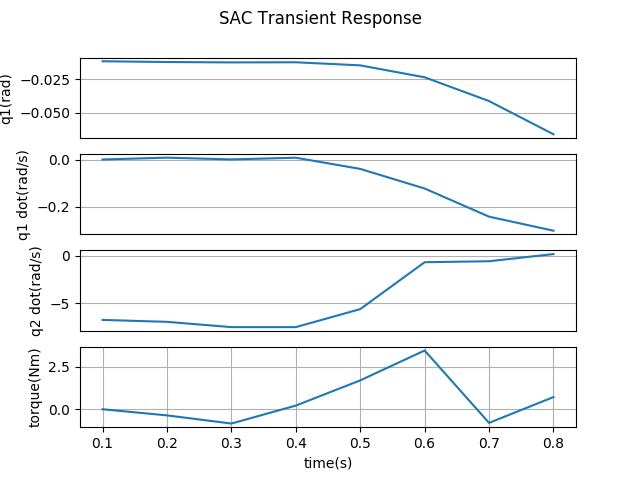 SAC Transient Response
q1(rad)
−0.025
−0.050
q1 dot(rad/s)
0.0
−0.2
q2 dot(rad/s)
0
−5
torque(Nm)
2.5
0.0
0.1 0.2 0.3 0.4 0.5 0.6 0.7 0.8
time(s)